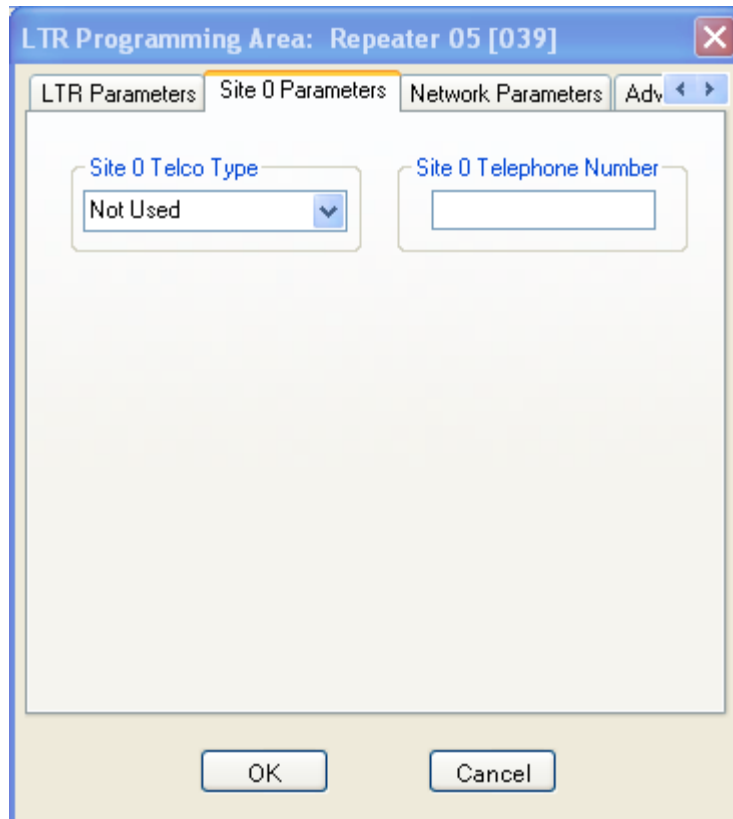 LTR Programming Area: Repeater 05 [039]
LTR Parameters Site 0 Parameters Network Parameters Adv
Site 0 Telco Type Site 0 Telephone Number
Not Used
OK Cancel